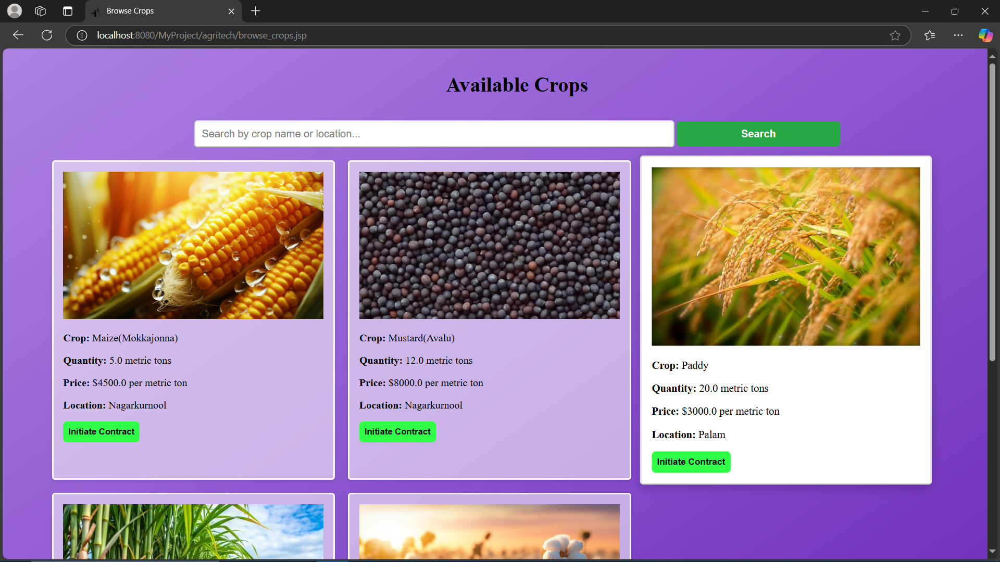 Browse Crops
localhost:8080/MyProject/agritech/browse_crops.jsp
Available Crops
Search by crop name or location...
Search
Crop: Maize(Mokkajonna)
Quantity: 5.0 metric tons
Price: $4500.0 per metric ton
Location: Nagarkurnool
Initiate Contract
Crop: Mustard(Avalu)
Quantity: 12.0 metric tons
Price: $8000.0 per metric ton
Location: Nagarkurnool
Initiate Contract
Crop: Paddy
Quantity: 20.0 metric tons
Price: $3000.0 per metric ton
Location: Palam
Initiate Contract